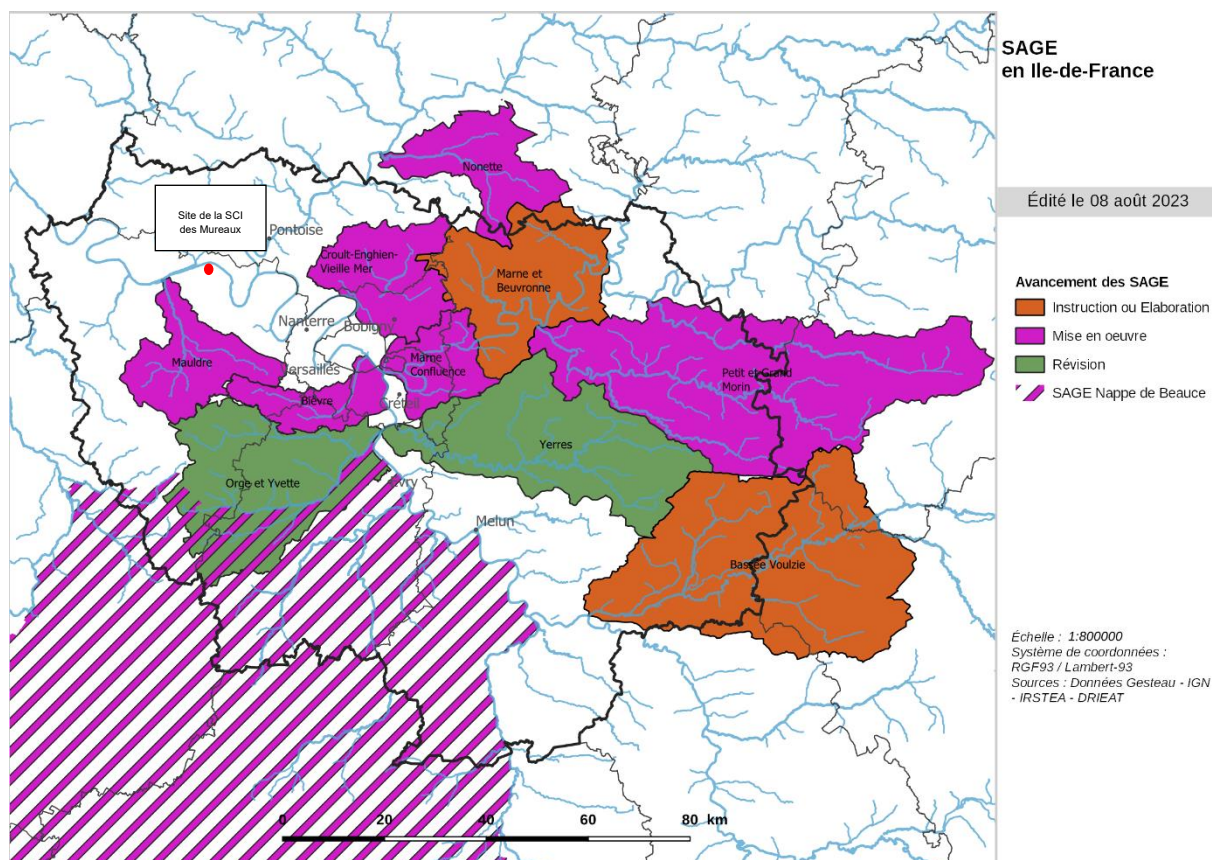 SAGE
en Ile-de-France
Édité le 08 août 2023
Avancement des SAGE
Instruction ou Elaboration
Mise en oeuvre
Révision
SAGE Nappe de Beauce
Échelle : 1:800000
Système de coordonnées :
RGF93 / Lambert-93
Sources : Données Gesteau - IGN
- IRSTEA - DRIEAT
Nonette
Site de la SCI
des Mureaux
Pontoise
Croult-Enghien-
Vieille Mer
Marne et
Beuvronne
Nanterre
Bobigny
Mauldre
Versailles
Marne
Confluence
Petit et Grand
Morin
Bièvre
Créteil
Yerres
Orge et Yvette
Evry
Melun
Bassée Voulzie
0 20 40 60 80 km